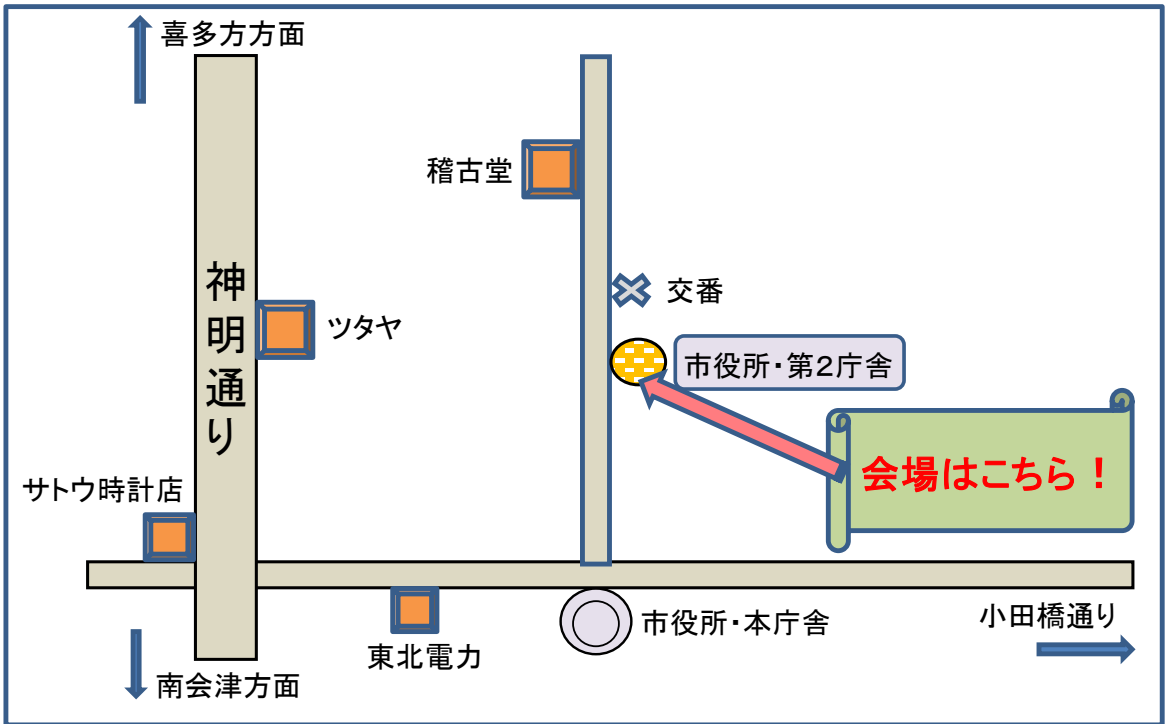 喜多方方面
稽古堂
神明通り
交番
ツタヤ
市役所・第2庁舎
会場はこちら!
サトウ時計店
市役所・本庁舎
小田橋通り
東北電力
南会津方面